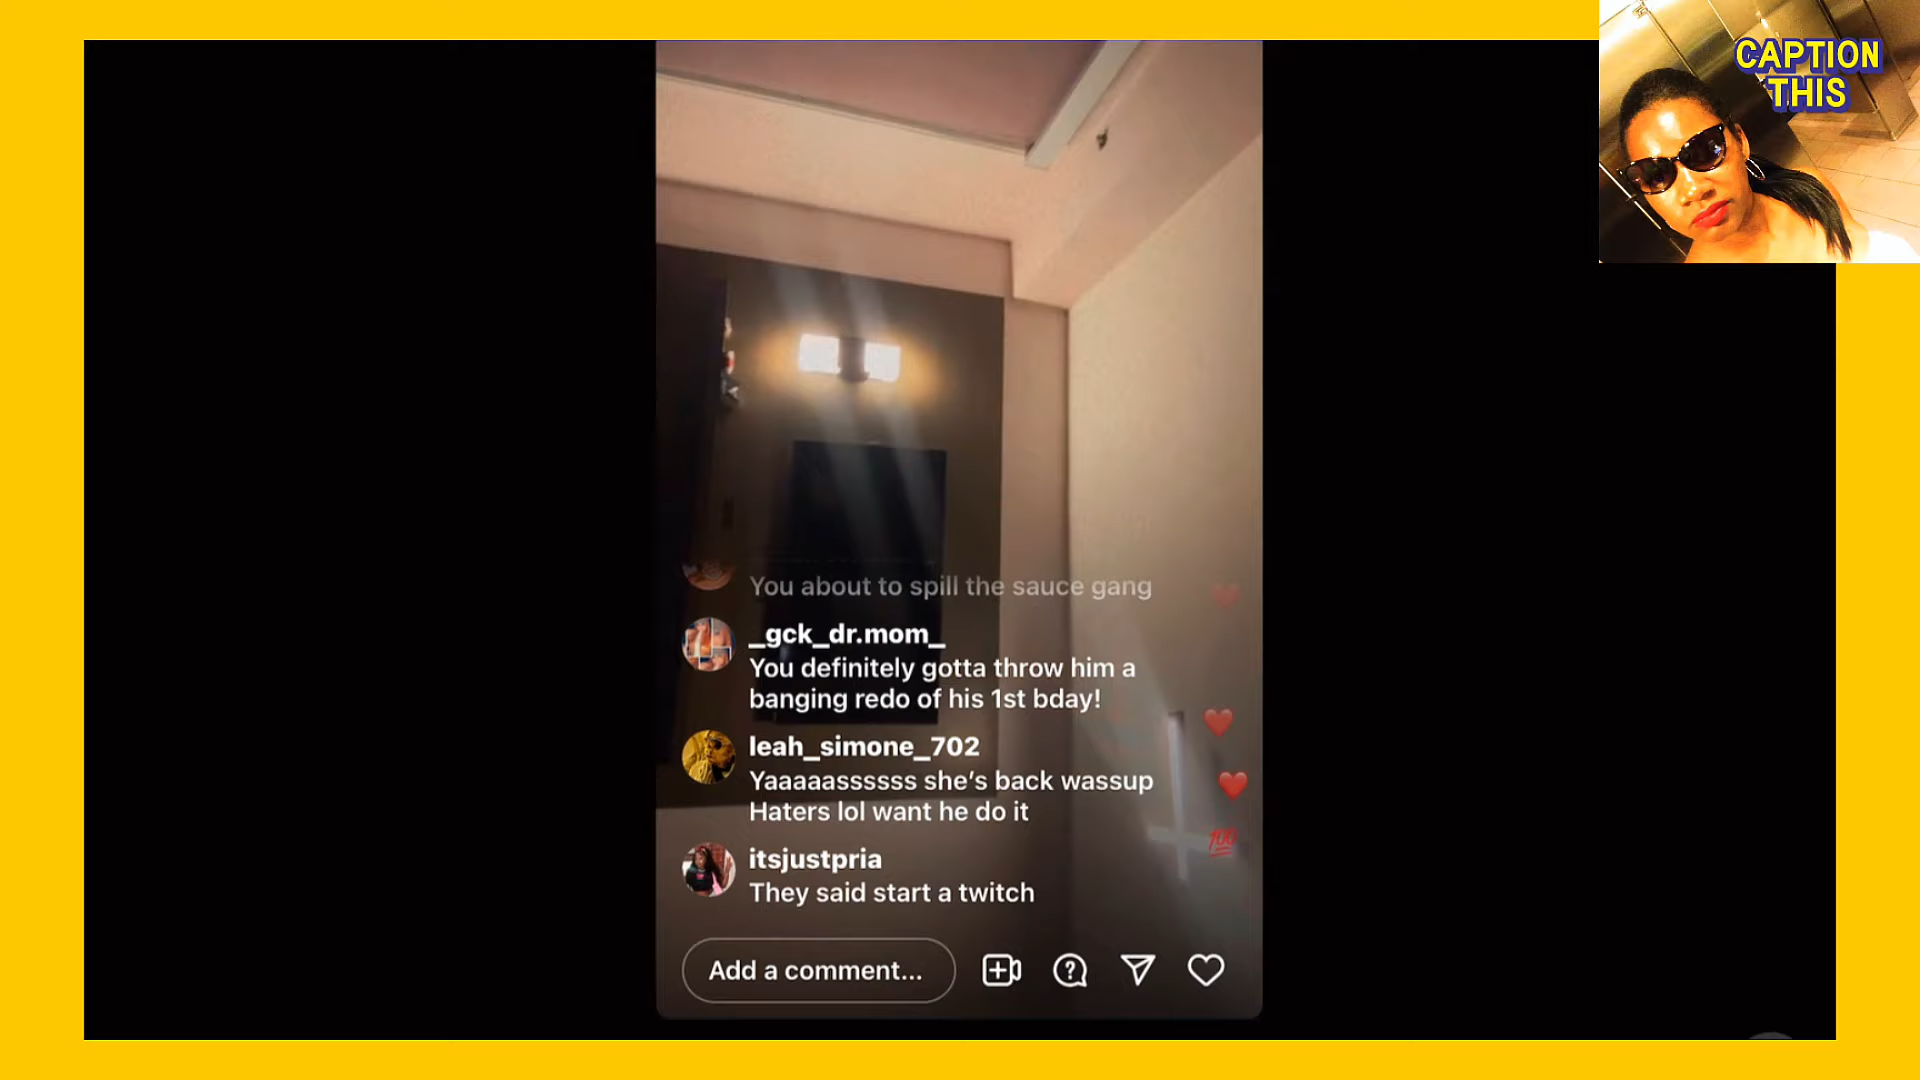 CAPTION
THIS
You about to spill the sauce gang
_gck_dr.mom_
You definitely gotta throw him a
banging redo of his 1st bday!
leah_simone_702
Yaaaaassssss she's back wassup
Haters lol want he do it
itsjustpria
They said start a twitch
Add a comment...
💯